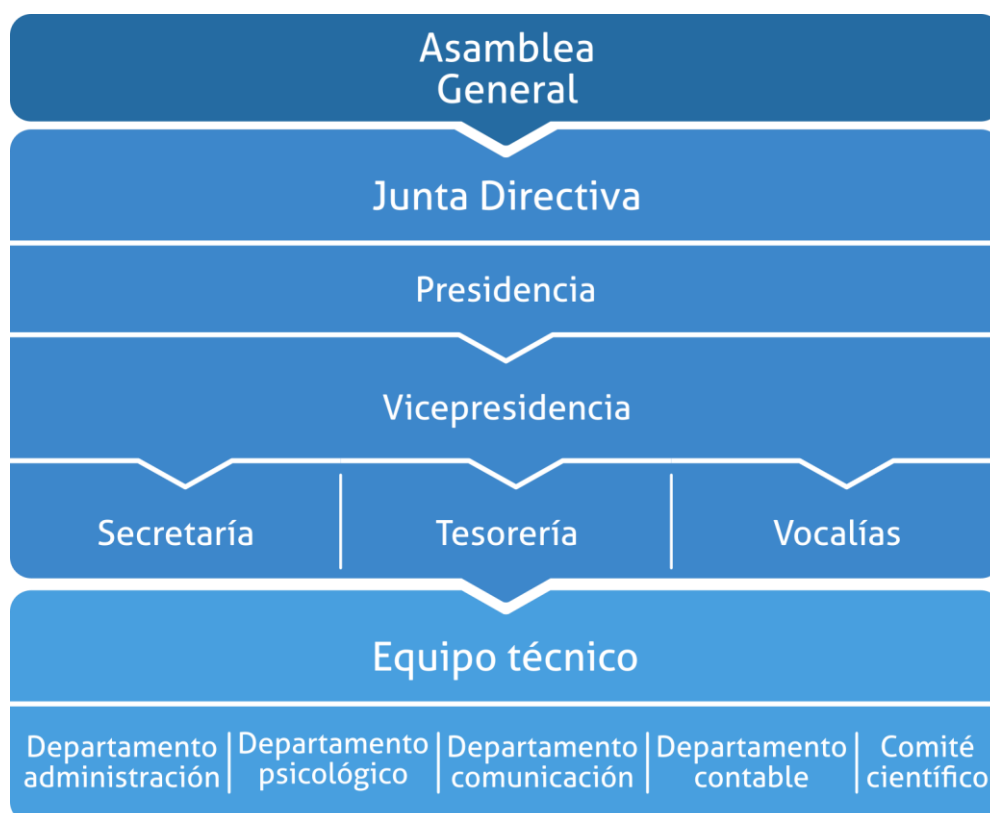 Asamblea
General
Junta Directiva
Presidencia
Vicepresidencia
Secretaría
Tesorería
Vocalías
Equipo técnico
Departamento
administración
Departamento
psicológico
Departamento
comunicación
Departamento
contable
Comité
científico